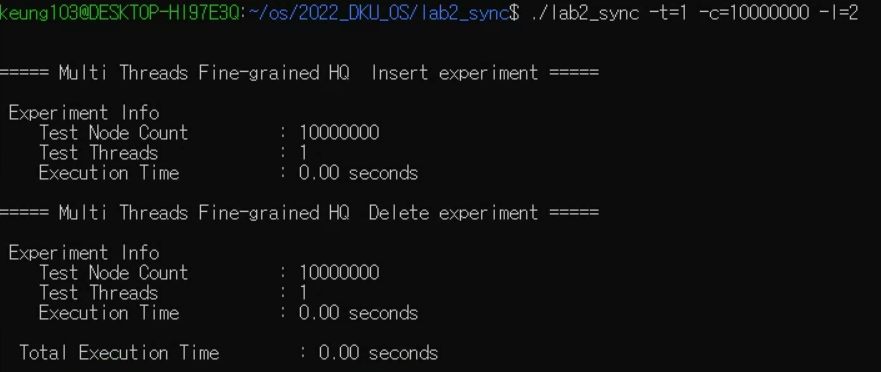 keung103@DESKTOP-HI97E3Q:~/os/2022_DKU_OS/lab2_sync$ ./lab2_sync -t=1 -c=10000000 -l=2
===== Multi Threads Fine-grained HQ  Insert experiment =====
Experiment Info
Test Node Count : 10000000
Test Threads : 1
Execution Time : 0.00 seconds
===== Multi Threads Fine-grained HQ  Delete experiment =====
Experiment Info
Test Node Count : 10000000
Test Threads : 1
Execution Time : 0.00 seconds
Total Execution Time : 0.00 seconds